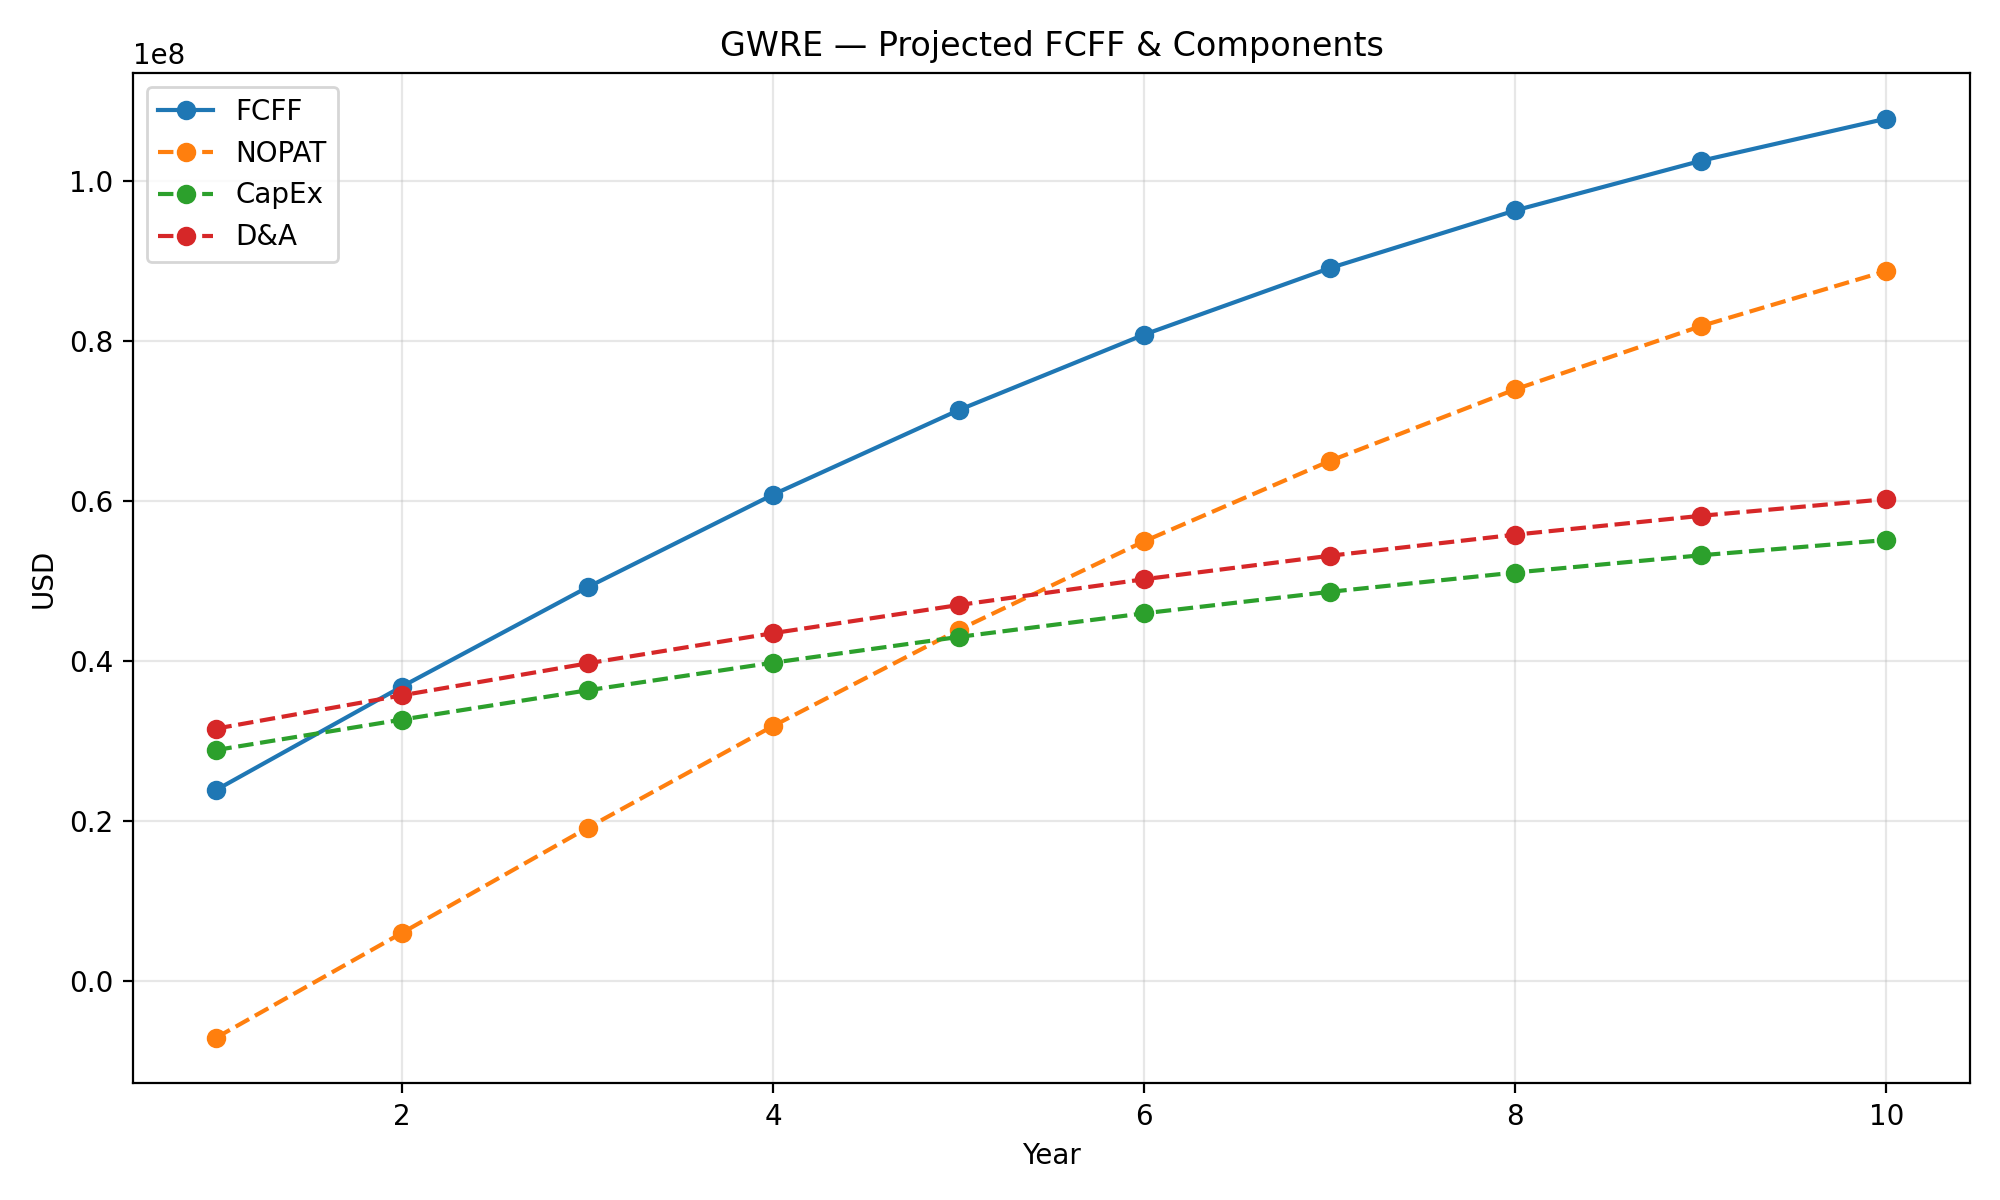 GWRE — Projected FCFF & Components
1e8
FCFF
NOPAT
CapEx
D&A
1.0
0.8
0.6
0.4
0.2
0.0
USD
2 4 6 8 10
Year